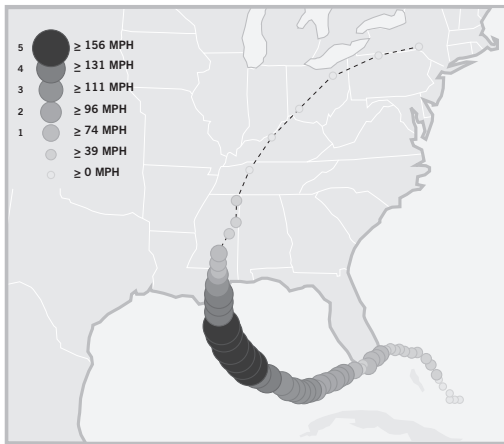 5 ≥ 156 MPH
4 ≥ 131 MPH
3 ≥ 111 MPH
2 ≥ 96 MPH
1 ≥ 74 MPH
≥ 39 MPH
≥ 0 MPH